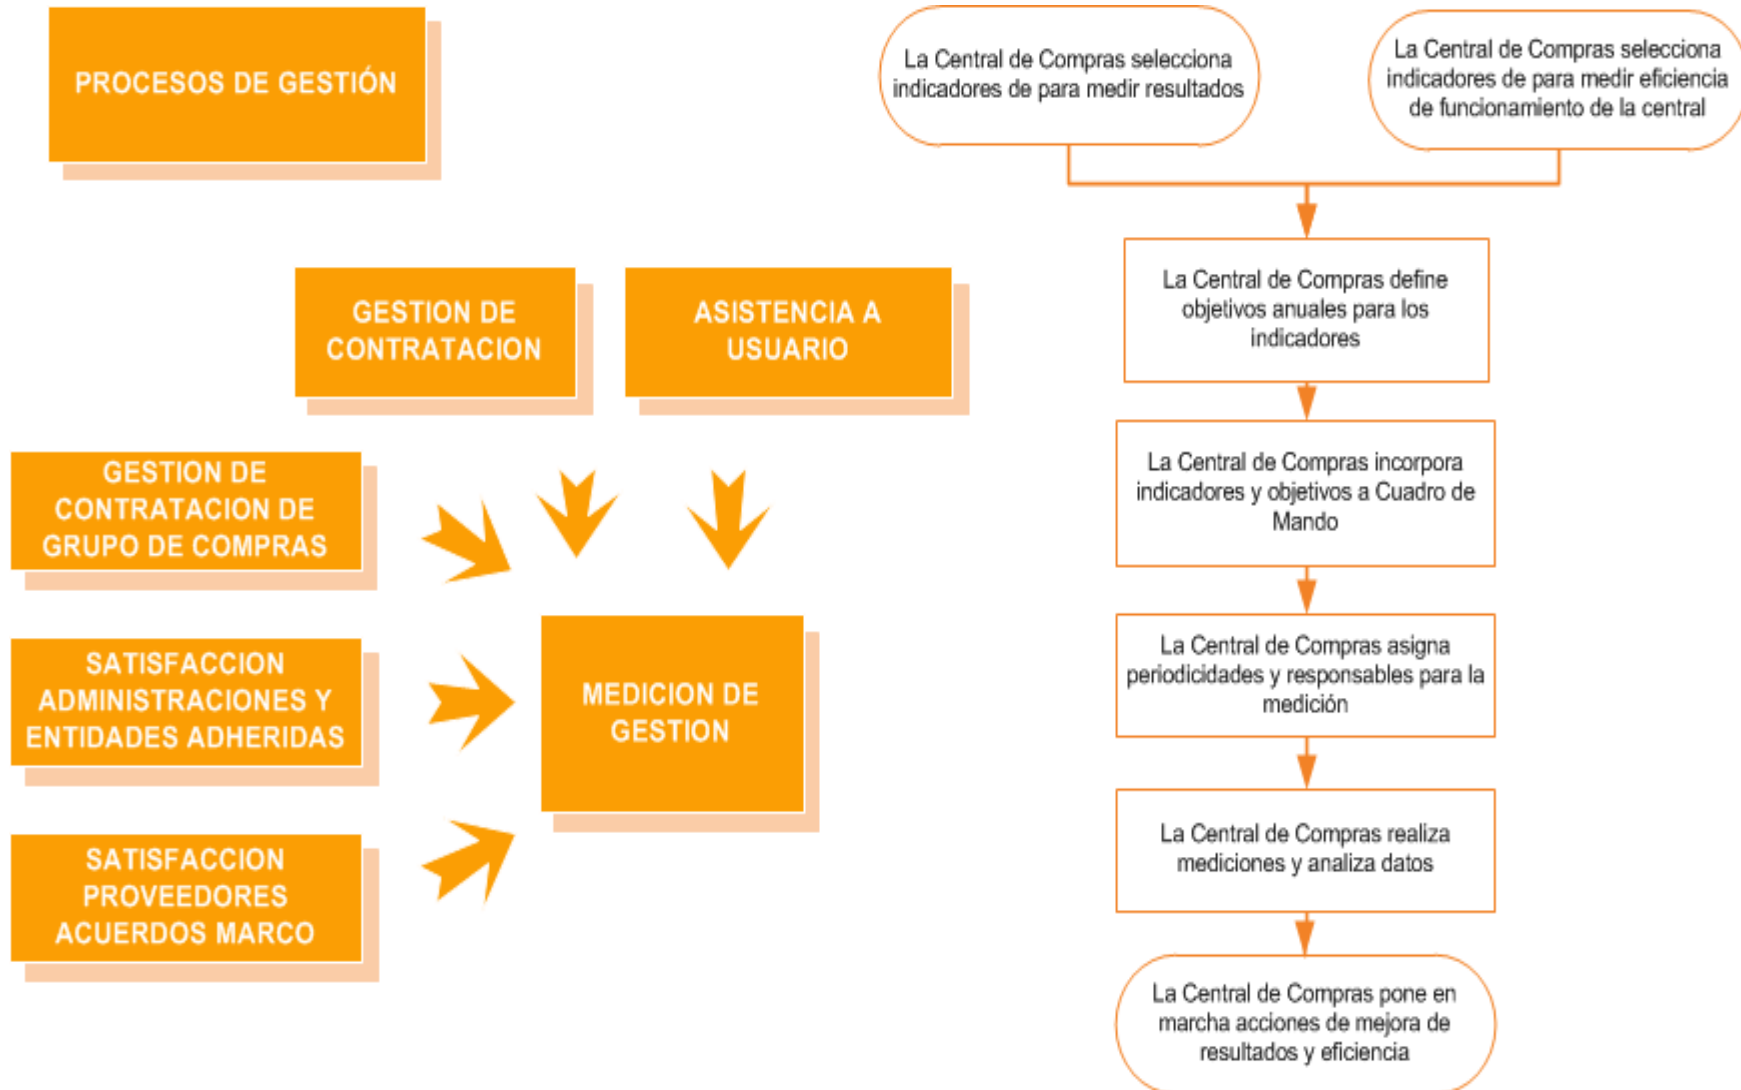 PROCESOS DE GESTIÓN
GESTION DE
CONTRATACION
ASISTENCIA A
USUARIO
GESTION DE
CONTRATACION DE
GRUPO DE COMPRAS
SATISFACCION
ADMINISTRACIONES Y
ENTIDADES ADHERIDAS
SATISFACCION
PROVEEDORES
ACUERDOS MARCO
MEDICION DE
GESTION
La Central de Compras selecciona
indicadores de para medir resultados
La Central de Compras selecciona
indicadores de para medir eficiencia
de funcionamiento de la central
La Central de Compras define
objetivos anuales para los
indicadores
La Central de Compras incorpora
indicadores y objetivos a Cuadro de
Mando
La Central de Compras asigna
periodicidades y responsables para la
medición
La Central de Compras realiza
mediciones y analiza datos
La Central de Compras pone en
marcha acciones de mejora de
resultados y eficiencia